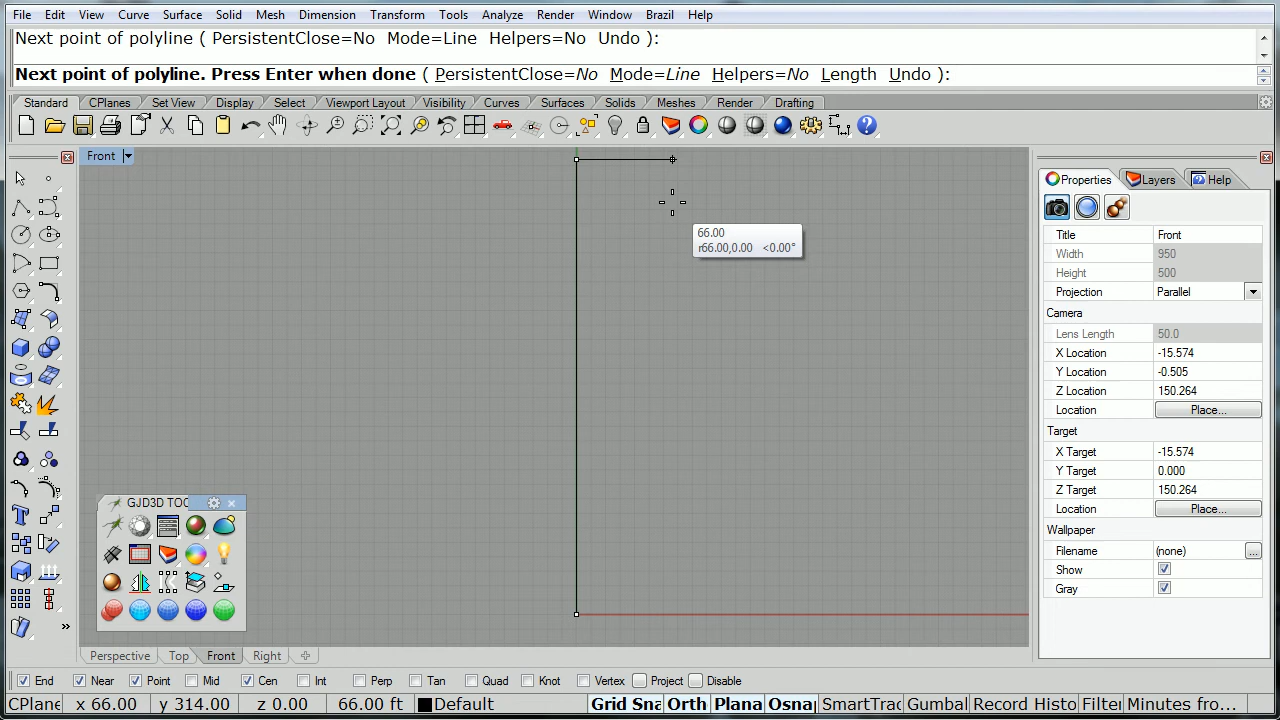 File Edit View Curve Surface Solid Mesh Dimension Transform Tools Analyze Render Window Brazil Help
Next point of polyline ( PersistentClose=No Mode=Line Helpers=No Undo ):
Next point of polyline. Press Enter when done ( PersistentClose=No Mode=Line Helpers=No Length Undo ):
Standard CPlanes Set View Display Select Viewport Layout Visibility Curves Surfaces Solids Meshes Render Drafting
Front
66.00
r66.00,0.00 <0.00°
Properties Layers Help
Title Front
Width 950
Height 500
Projection Parallel
Camera
Lens Length 50.0
X Location -15.574
Y Location -0.505
Z Location 150.264
Location Place...
Target
X Target -15.574
Y Target 0.000
Z Target 150.264
Location Place...
Wallpaper
Filename (none) ...
Show
Gray
GJD3D TOO
Perspective Top Front Right
End Near Point Mid Cen Int Perp Tan Quad Knot Vertex Project Disable
CPlane x 66.00 y 314.00 z 0.00 66.00 ft Default Grid Sna Orth Plana Osnap SmartTrac Gumbal Record History Filter Minutes fro...